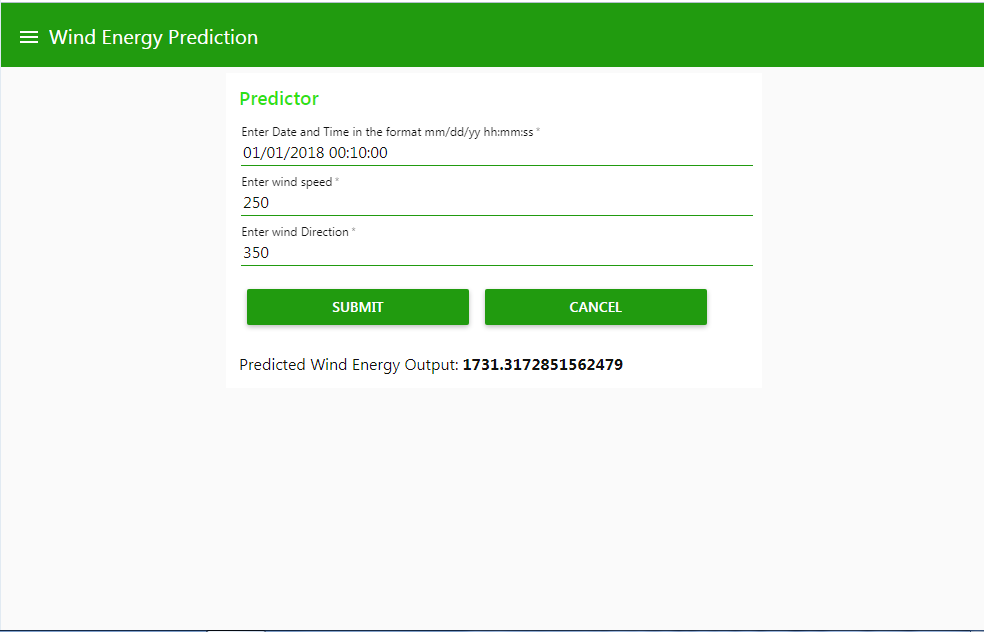 Wind Energy Prediction
Predictor
Enter Date and Time in the format mm/dd/yy hh:mm:ss *
01/01/2018 00:10:00
Enter wind speed *
250
Enter wind Direction *
350
SUBMIT CANCEL
Predicted Wind Energy Output: 1731.3172851562479